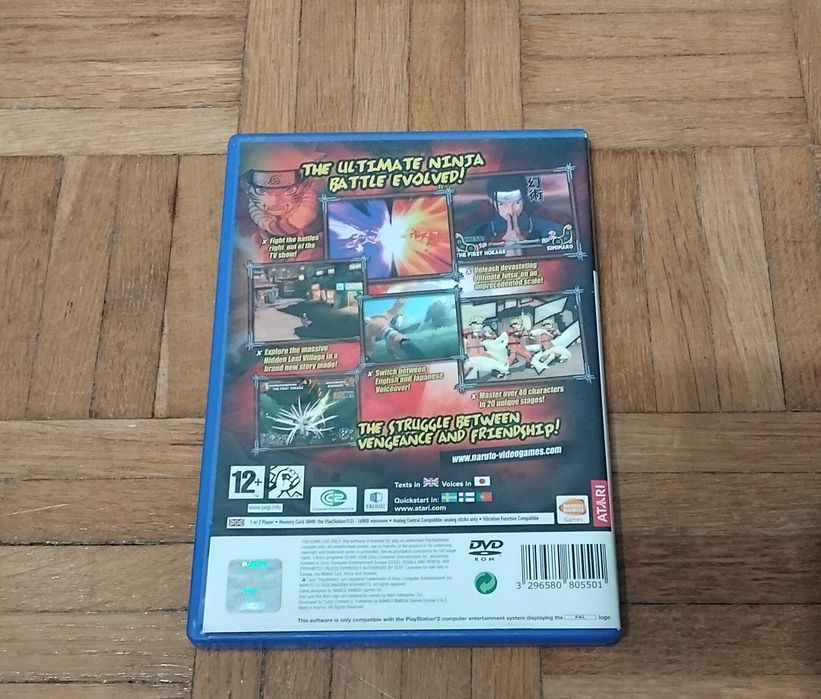 THE ULTIMATE NINJA
BATTLE EVOLVED!
幻
術
x Fight the battles
right out of the
TV show!
THE FIRST HOKAGE
KIMIMARO
x Unleash devastating
Ultimate Jutsu on an
unprecedented scale!
x Explore the massive
Hidden Leaf Village in a
brand new story mode!
x Switch between
English and Japanese
Voiceover!
x Master over 40 characters
in 20 unique stages!
THE FIRST HOKAGE
THE STRUGGLE BETWEEN
VENGEANCE AND FRIENDSHIP!
www.naruto-videogames.com
12+
www.pegi.info
CC2
CyberConnect2
CRI
Texts in Voices in
Quickstart in:
www.atari.com
BANDAI
NAMCO
Games
ATARI
1 or 2 Player • Memory Card (8MB) (for PlayStation®2) : 160KB minimum • Analog Control Compatible: analog sticks only • Vibration Function Compatible
DVD
ROM
3 296580 805501
This software is only compatible with the PlayStation®2 computer entertainment system displaying the PAL logo